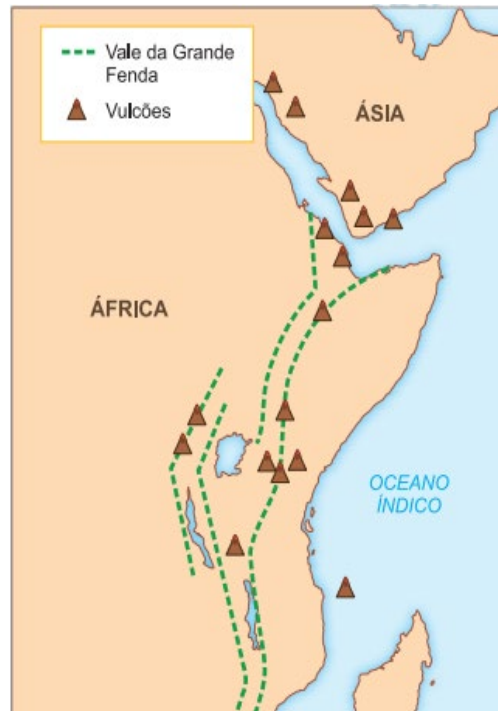 Vale da Grande
Fenda
Vulcões
ÁSIA
ÁFRICA
OCEANO
ÍNDICO